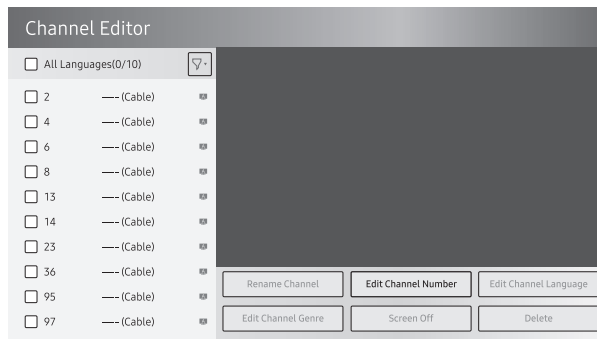 Channel Editor
All Languages(0/10)
2 ----- (Cable)
4 ----- (Cable)
6 ----- (Cable)
8 ----- (Cable)
13 ----- (Cable)
14 ----- (Cable)
23 ----- (Cable)
36 ----- (Cable)
95 ----- (Cable)
97 ----- (Cable)
Rename Channel Edit Channel Number Edit Channel Language
Edit Channel Genre Screen Off Delete